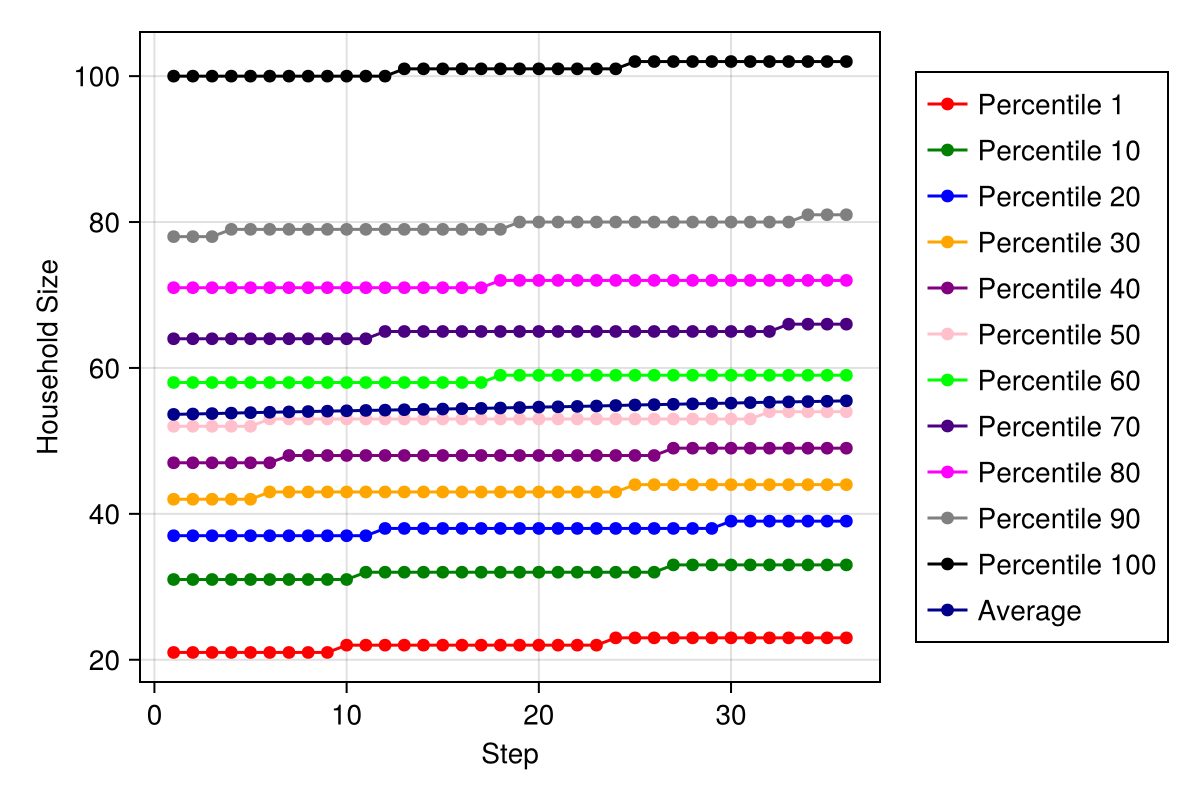 Household Size
100
80
60
40
20
0
10
20
30
Step
Percentile 1
Percentile 10
Percentile 20
Percentile 30
Percentile 40
Percentile 50
Percentile 60
Percentile 70
Percentile 80
Percentile 90
Percentile 100
Average